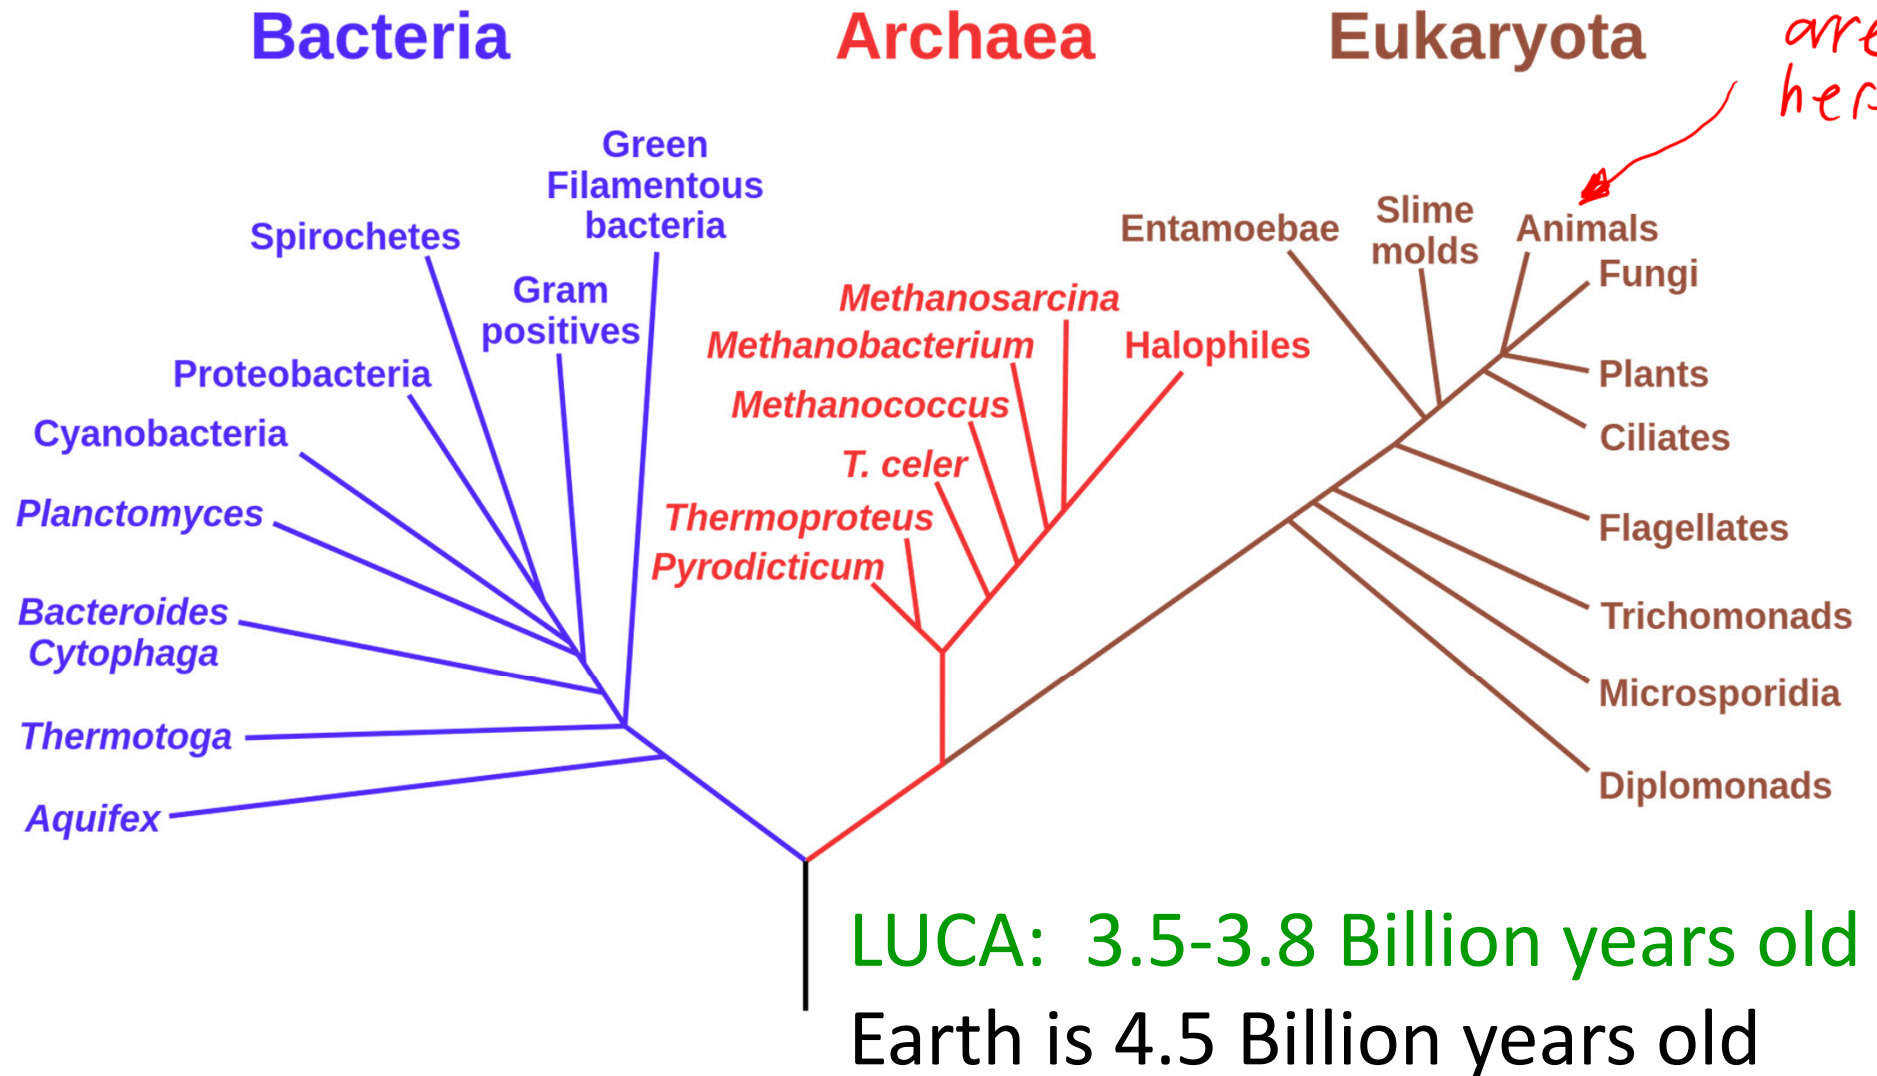 Bacteria
Archaea
Eukaryota
are
Green
Filamentous
bacteria
Spirochetes
Gram
positives
Proteobacteria
Cyanobacteria
Planctomyces
Bacteroides
Cytophaga
Thermotoga
Aquifex
Methanosarcina
Methanobacterium
Halophiles
Methanococcus
T. celer
Thermoproteus
Pyrodicticum
Entamoebae
Slime
molds
Animals
Fungi
Plants
Ciliates
Flagellates
Trichomonads
Microsporidia
Diplomonads
LUCA: 3.5-3.8 Billion years old
Earth is 4.5 Billion years old